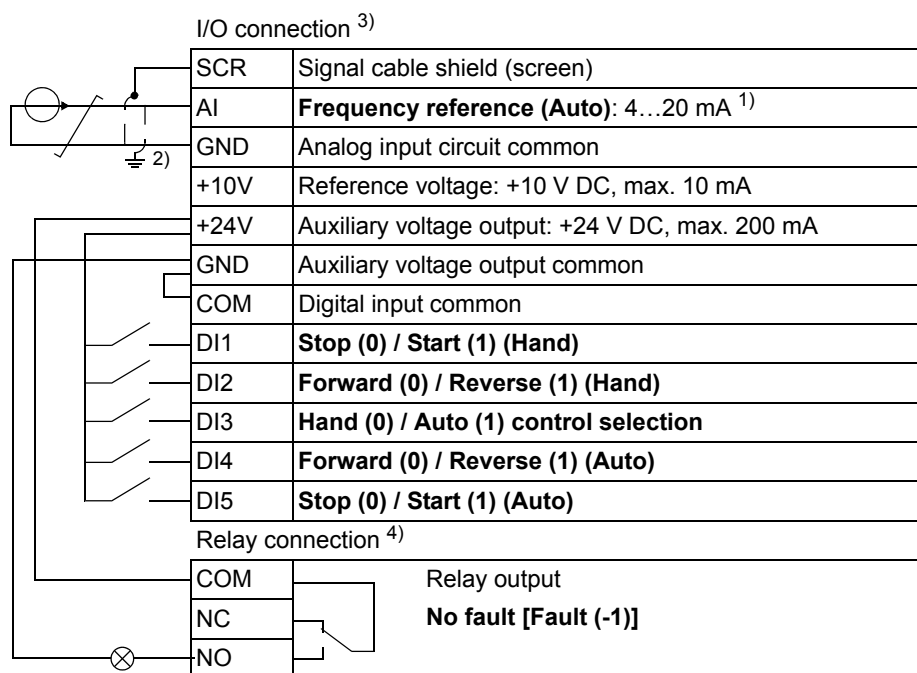 I/O connection 3)
SCR Signal cable shield (screen)
AI Frequency reference (Auto): 4…20 mA 1)
GND Analog input circuit common
2)
+10V Reference voltage: +10 V DC, max. 10 mA
+24V Auxiliary voltage output: +24 V DC, max. 200 mA
GND Auxiliary voltage output common
COM Digital input common
DI1 Stop (0) / Start (1) (Hand)
DI2 Forward (0) / Reverse (1) (Hand)
DI3 Hand (0) / Auto (1) control selection
DI4 Forward (0) / Reverse (1) (Auto)
DI5 Stop (0) / Start (1) (Auto)
Relay connection 4)
COM Relay output
NC No fault [Fault (-1)]
NO